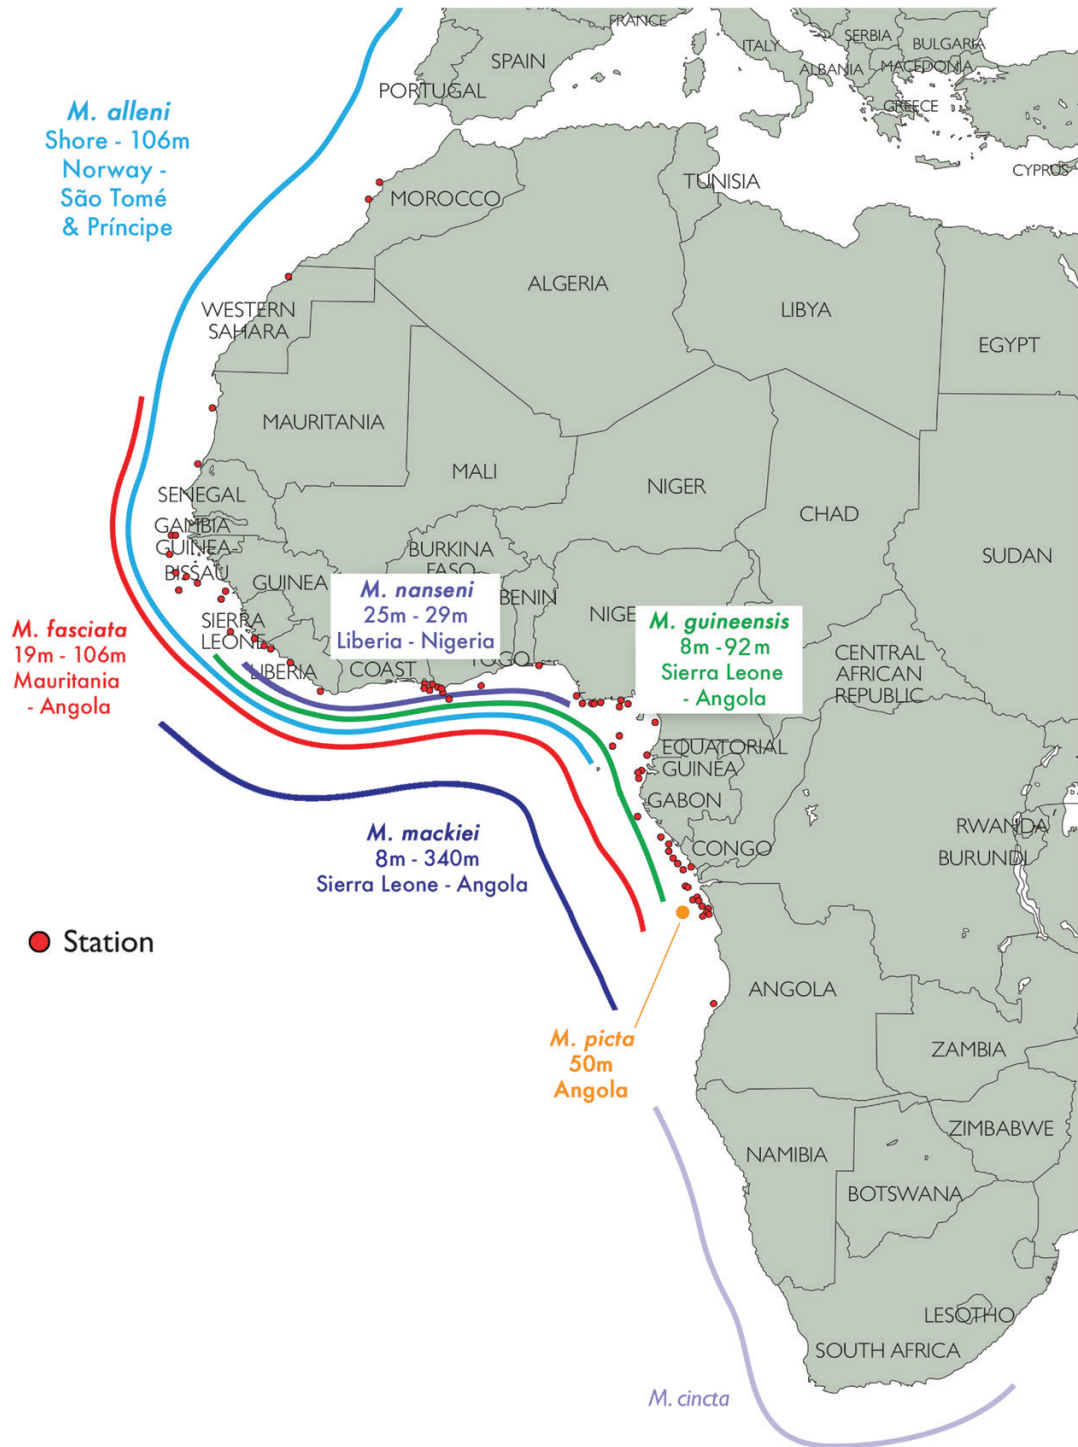 FRANCE
SERBIA
ITALY
BULGARIA
SPAIN
ALBANIA
MACEDONIA
PORTUGAL
GREECE
M. alleni
Shore - 106m
Norway -
São Tomé
& Príncipe
CYPRUS
TUNISIA
MOROCCO
ALGERIA
LIBYA
WESTERN
SAHARA
EGYPT
MAURITANIA
MALI
NIGER
SENEGAL
CHAD
GAMBIA
SUDAN
GUINEA-
BISSAU
BURKINA
FASO
GUINEA
BENIN
NIGE
M. nanseni
25m - 29m
Liberia - Nigeria
SIERRA
LEONE
M. guineensis
8m -92m
Sierra Leone
- Angola
M. fasciata
19m - 106m
Mauritania
- Angola
LIBERIA
COAST
TOGO
CENTRAL
AFRICAN
REPUBLIC
EQUATORIAL
GUINEA
GABON
CONGO
RWANDA
BURUNDI
M. mackiei
8m - 340m
Sierra Leone - Angola
Station
ANGOLA
M. picta
50m
Angola
ZAMBIA
ZIMBABWE
NAMIBIA
BOTSWANA
LESOTHO
SOUTH AFRICA
M. cincta